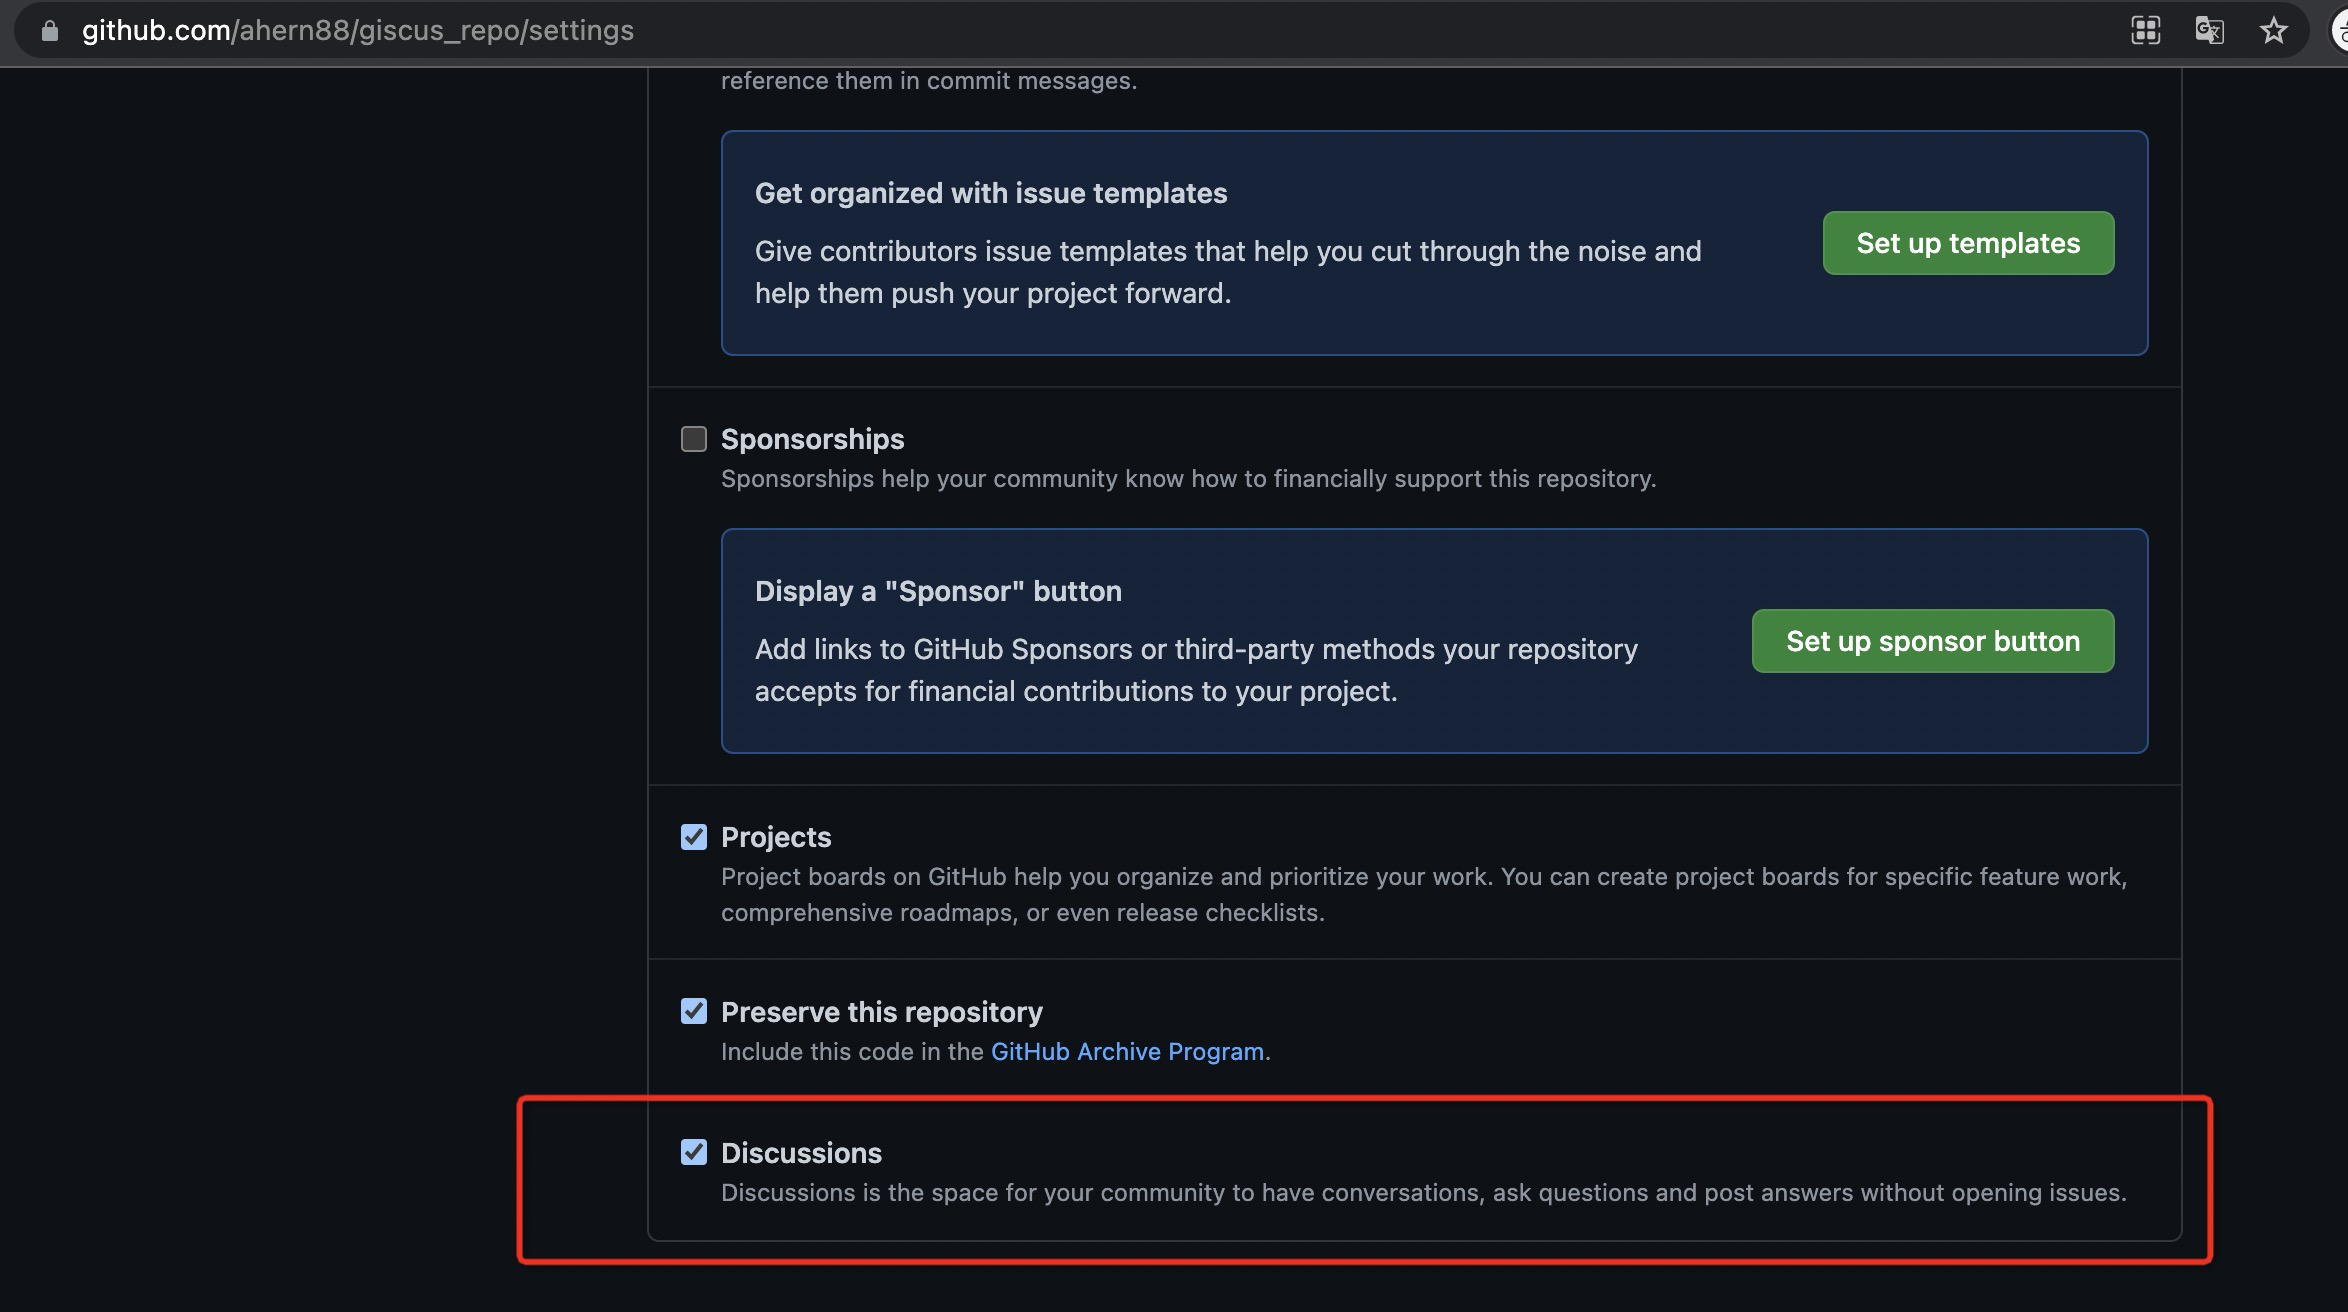 github.com/ahern88/giscus_repo/settings
reference them in commit messages.
Get organized with issue templates
Give contributors issue templates that help you cut through the noise and
help them push your project forward.
Set up templates
Sponsorships
Sponsorships help your community know how to financially support this repository.
Display a "Sponsor" button
Add links to GitHub Sponsors or third-party methods your repository
accepts for financial contributions to your project.
Set up sponsor button
Projects
Project boards on GitHub help you organize and prioritize your work. You can create project boards for specific feature work,
comprehensive roadmaps, or even release checklists.
Preserve this repository
Include this code in the GitHub Archive Program.
Discussions
Discussions is the space for your community to have conversations, ask questions and post answers without opening issues.